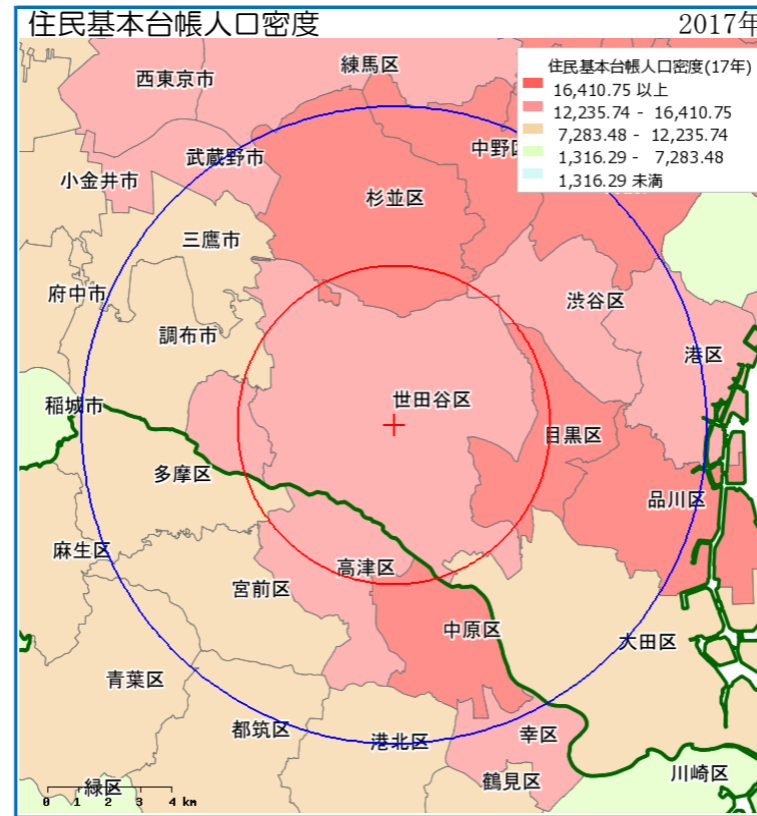 住民基本台帳人口密度 2017年
住民基本台帳人口密度(17年)
16,410.75 以上
12,235.74 - 16,410.75
7,283.48 - 12,235.74
1,316.29 - 7,283.48
1,316.29 未満
練馬区
西東京市
中野区
武蔵野市
小金井市
杉並区
三鷹市
府中市
渋谷区
調布市
港区
世田谷区
稲城市
目黒区
多摩区
品川区
麻生区
高津区
宮前区
中原区
大田区
青葉区
都筑区
幸区
港北区
川崎区
鶴見区
緑区
0 1 2 3 4 km